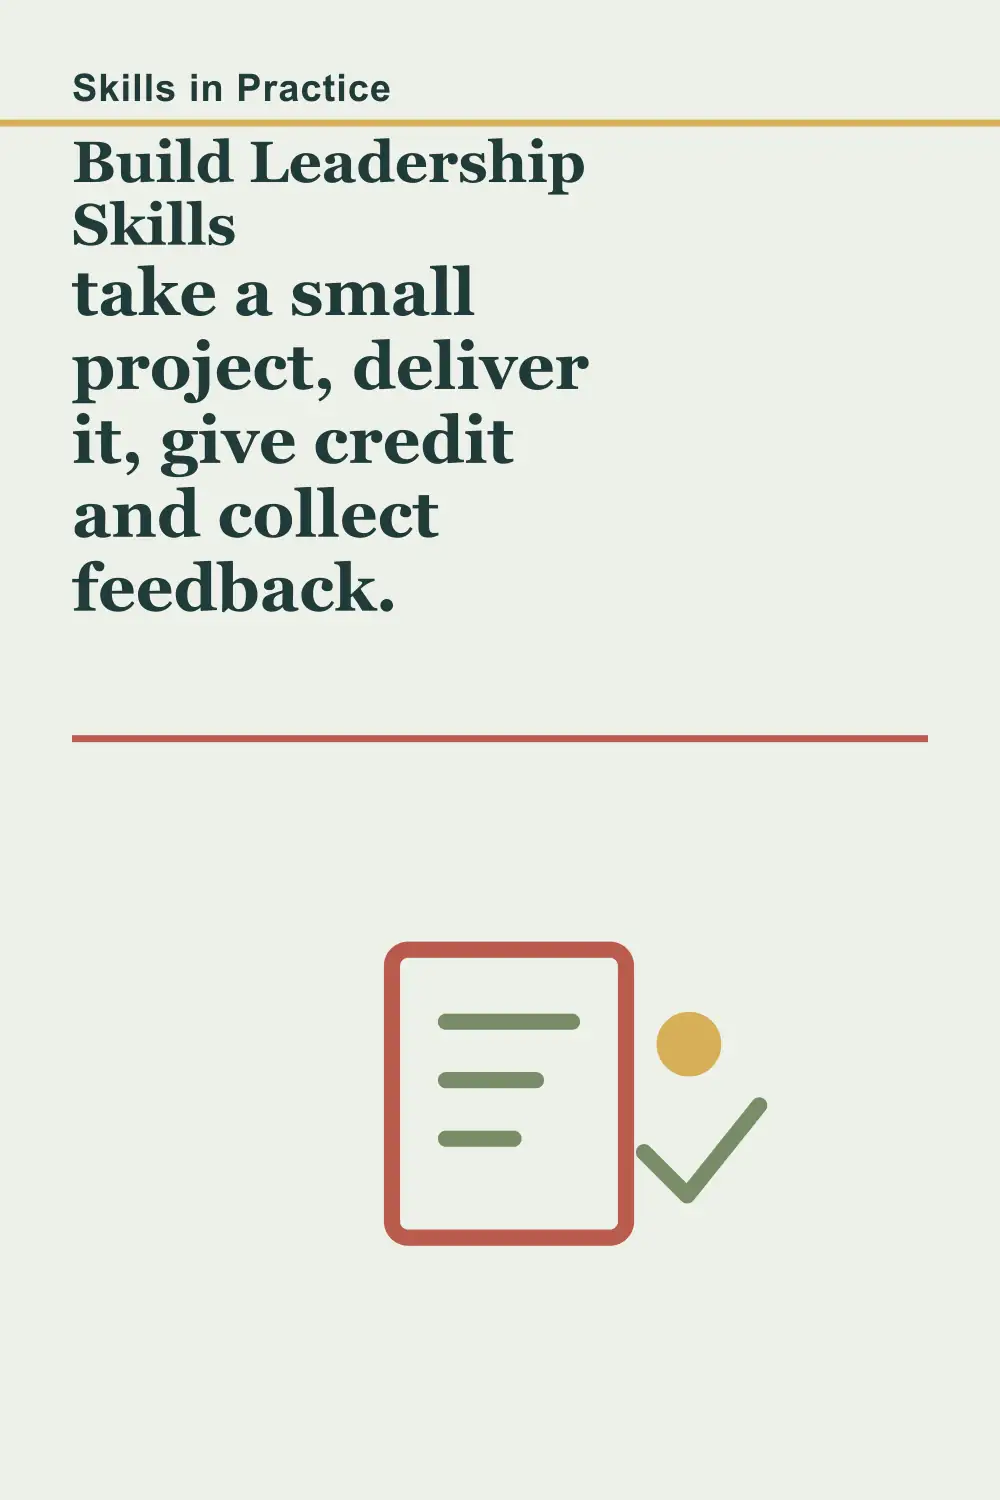 Skills in Practice
Build Leadership
Skills
take a small
project, deliver
it, give credit
and collect
feedback.